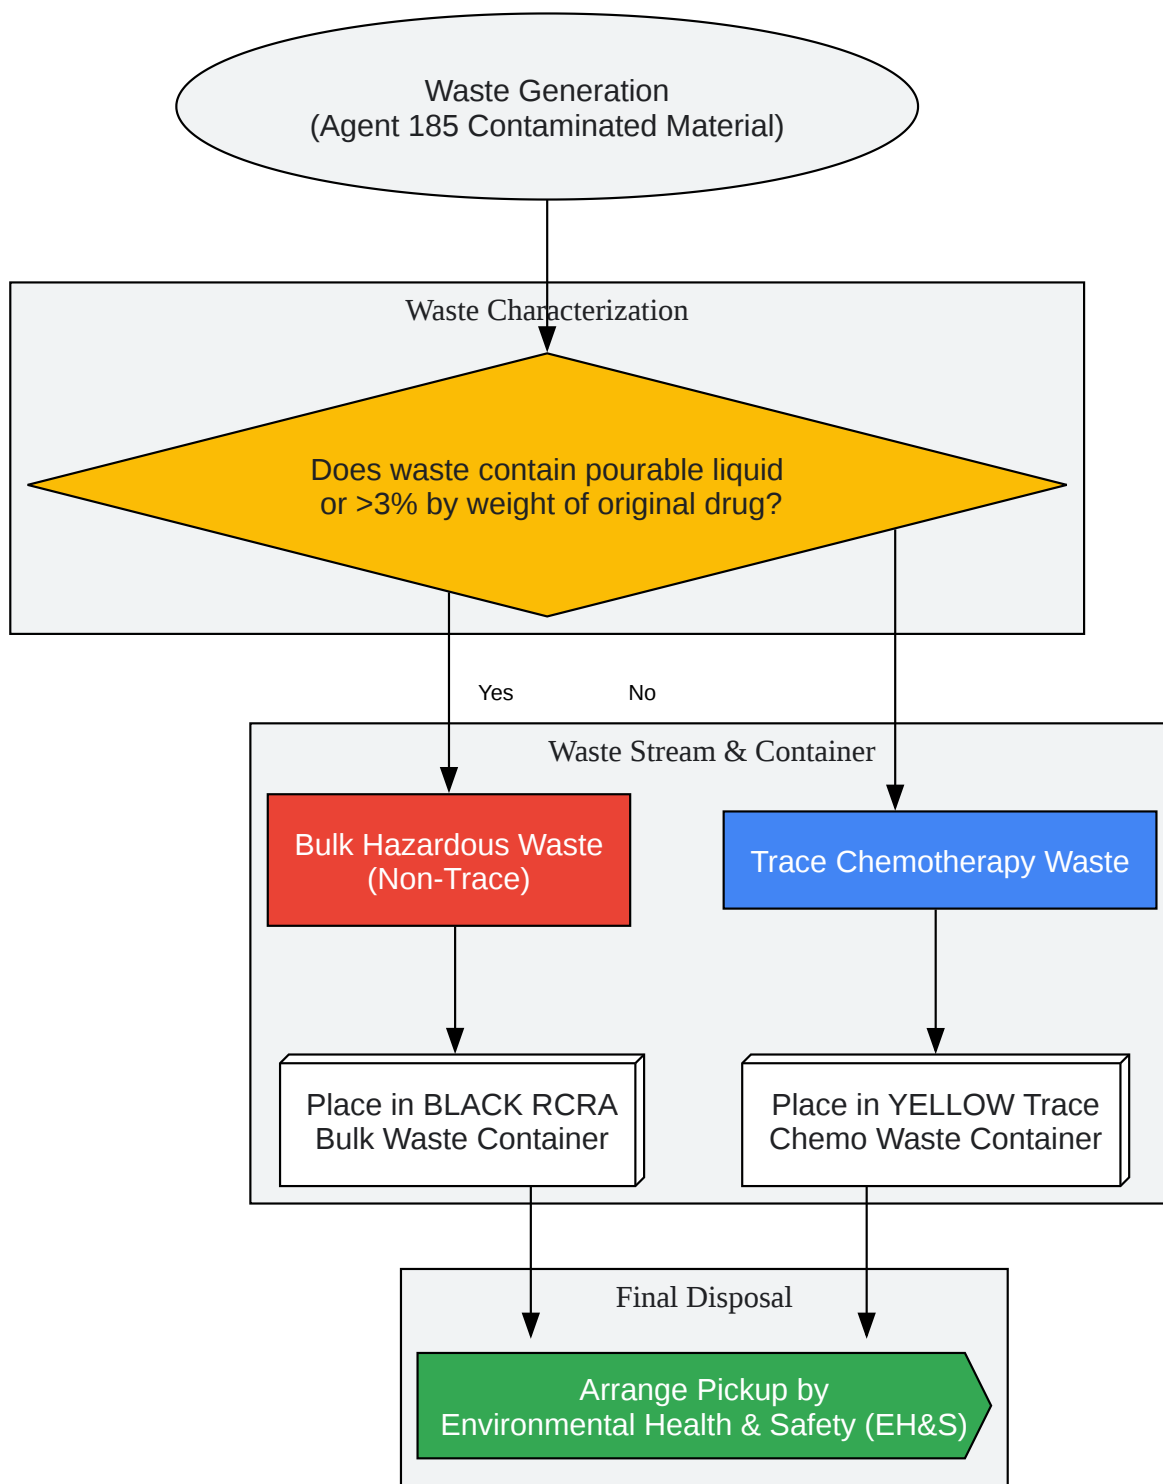 Waste Generation
(Agent 185 Contaminated Material)
Waste Characterization
Does waste contain pourable liquid
or >3% by weight of original drug?
Yes
No
Waste Stream & Container
Bulk Hazardous Waste
(Non-Trace)
Trace Chemotherapy Waste
Place in BLACK RCRA
Bulk Waste Container
Place in YELLOW Trace
Chemo Waste Container
Final Disposal
Arrange Pickup by
Environmental Health & Safety (EH&S)